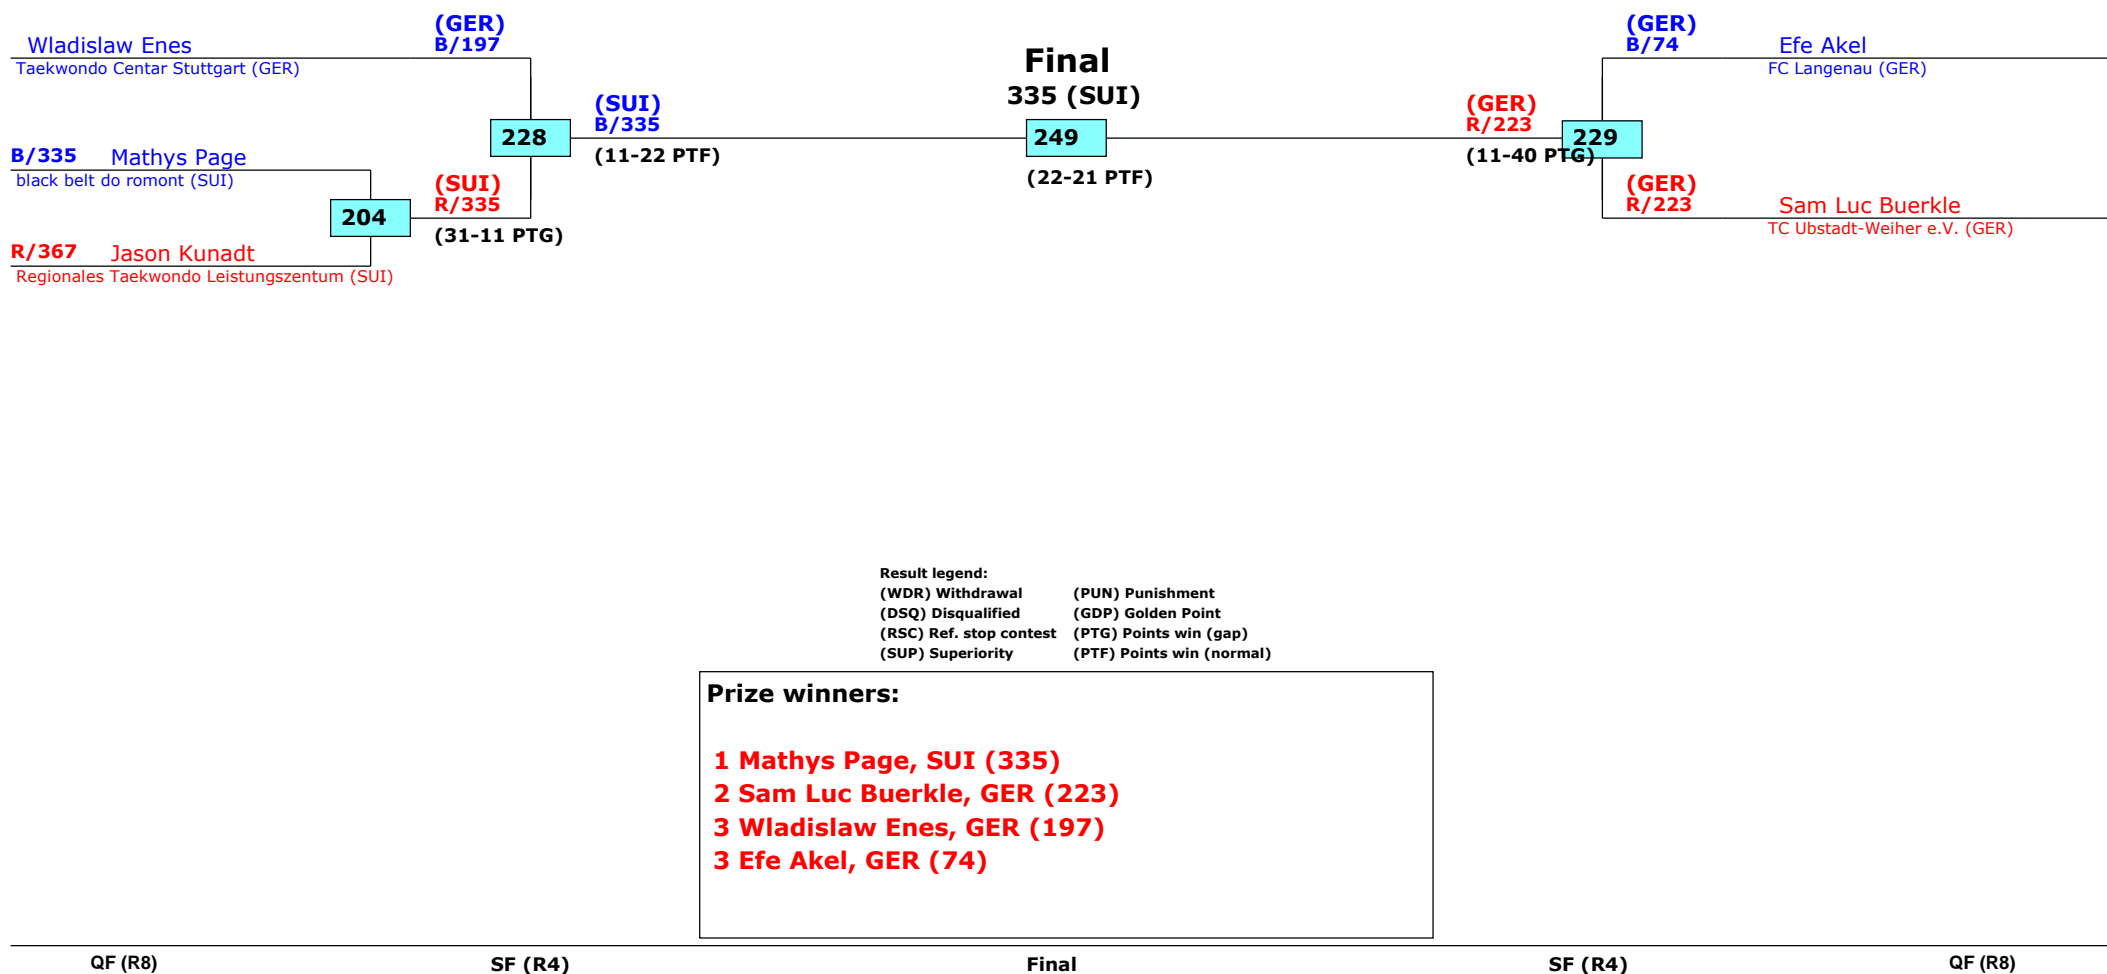 (GER)
B/197
Wladislaw Enes
Taekwondo Centar Stuttgart (GER)
B/335 Mathys Page
black belt do romont (SUI)
204
R/367 Jason Kunadt
Regionales Taekwondo Leistungszentum (SUI)
(SUI)
R/335
(31-11 PTG)
228
(SUI)
B/335
(11-22 PTF)
Final
335 (SUI)
249
(22-21 PTF)
(GER)
R/223
(11-40 PTG)
229
(GER)
B/74
Efe Akel
FC Langenau (GER)
(GER)
R/223
Sam Luc Buerkle
TC Ubstadt-Weiher e.V. (GER)
Result legend:
(WDR) Withdrawal (PUN) Punishment
(DSQ) Disqualified (GDP) Golden Point
(RSC) Ref. stop contest (PTG) Points win (gap)
(SUP) Superiority (PTF) Points win (normal)
Prize winners:
1 Mathys Page, SUI (335)
2 Sam Luc Buerkle, GER (223)
3 Wladislaw Enes, GER (197)
3 Efe Akel, GER (74)
QF (R8) SF (R4) Final SF (R4) QF (R8)